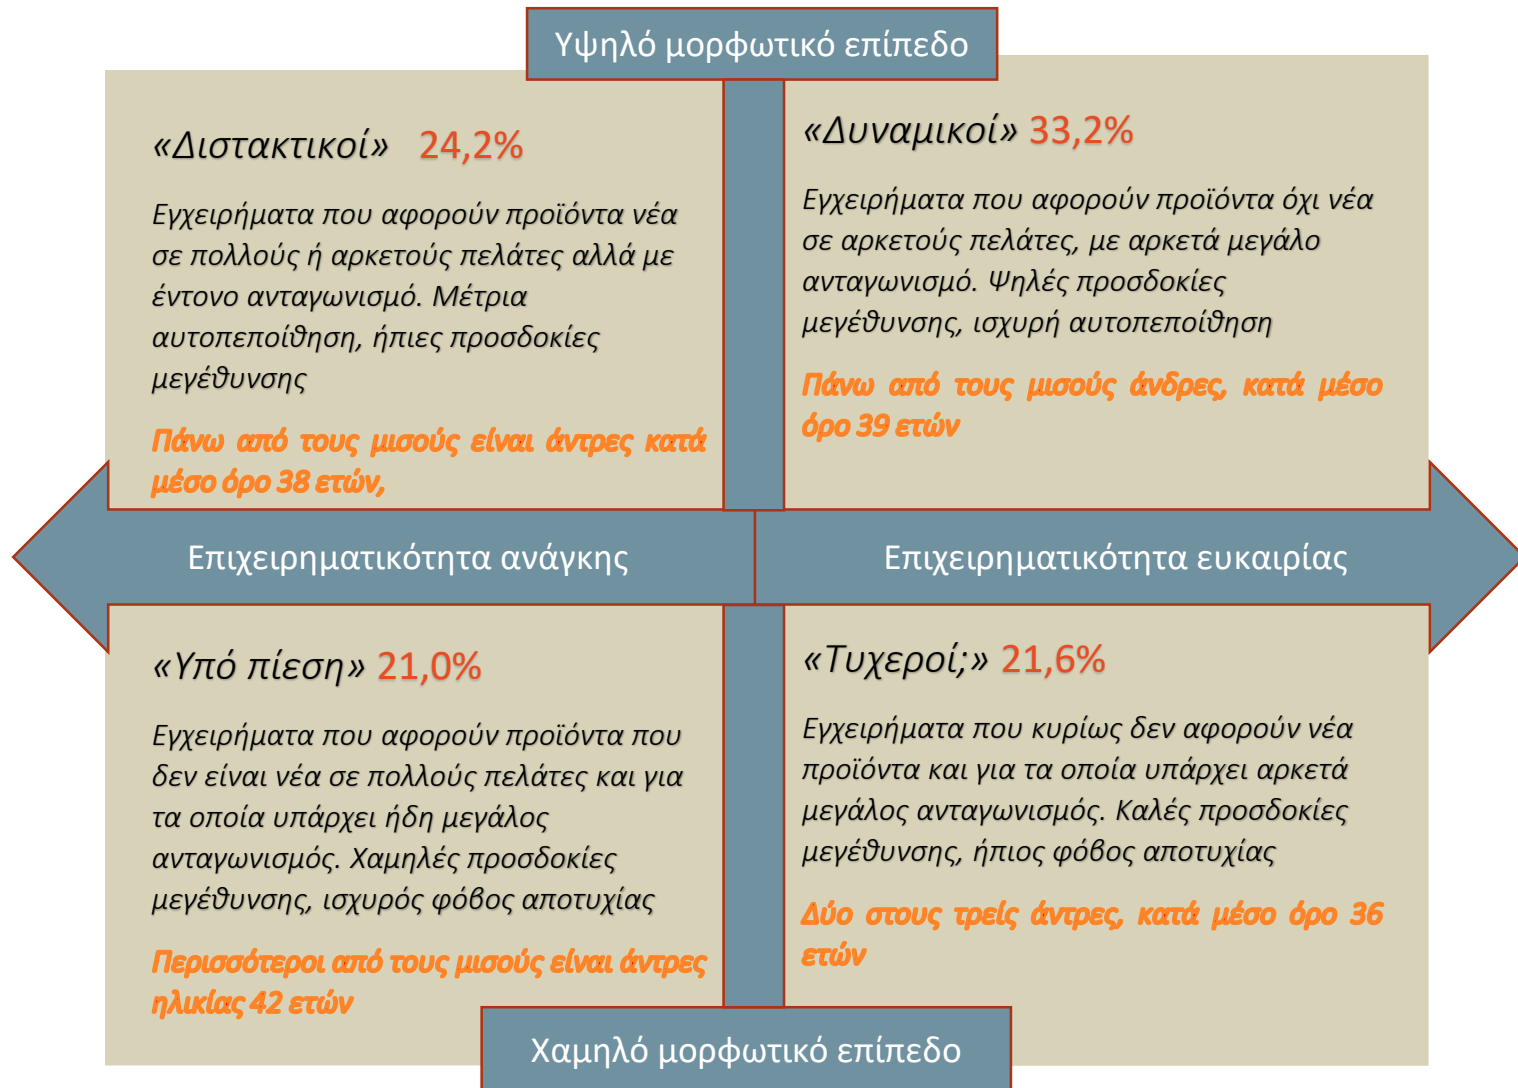 Υψηλό μορφωτικό επίπεδο
«Διστακτικοί» 24,2%
Εγχειρήματα που αφορούν προϊόντα νέα
σε πολλούς ή αρκετούς πελάτες αλλά με
έντονο ανταγωνισμό. Μέτρια
αυτοπεποίθηση, ήπιες προσδοκίες
μεγέθυνσης
Πάνω από τους μισούς είναι άντρες κατά
μέσο όρο 38 ετών,
«Δυναμικοί» 33,2%
Εγχειρήματα που αφορούν προϊόντα όχι νέα
σε αρκετούς πελάτες, με αρκετά μεγάλο
ανταγωνισμό. Ψηλές προσδοκίες
μεγέθυνσης, ισχυρή αυτοπεποίθηση
Πάνω από τους μισούς άνδρες, κατά μέσο
όρο 39 ετών
Επιχειρηματικότητα ανάγκης
Επιχειρηματικότητα ευκαιρίας
«Υπό πίεση» 21,0%
Εγχειρήματα που αφορούν προϊόντα που
δεν είναι νέα σε πολλούς πελάτες και για
τα οποία υπάρχει ήδη μεγάλος
ανταγωνισμός. Χαμηλές προσδοκίες
μεγέθυνσης, ισχυρός φόβος αποτυχίας
Περισσότεροι από τους μισούς είναι άντρες
ηλικίας 42 ετών
«Τυχεροί;» 21,6%
Εγχειρήματα που κυρίως δεν αφορούν νέα
προϊόντα και για τα οποία υπάρχει αρκετά
μεγάλος ανταγωνισμός. Καλές προσδοκίες
μεγέθυνσης, ήπιος φόβος αποτυχίας
Δύο στους τρείς άντρες, κατά μέσο όρο 36
ετών
Χαμηλό μορφωτικό επίπεδο